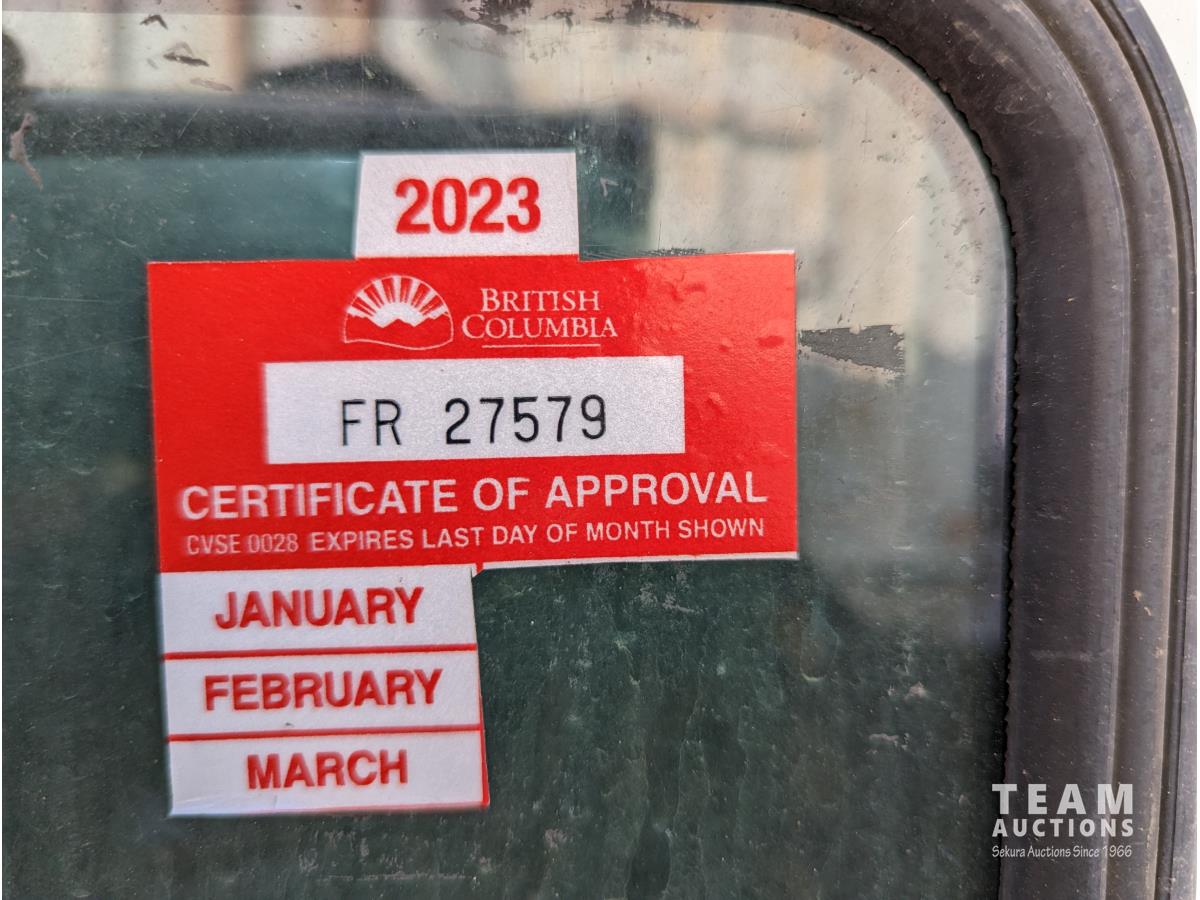 2023
BRITISH
COLUMBIA
FR 27579
CERTIFICATE OF APPROVAL
CVSE 0028 EXPIRES LAST DAY OF MONTH SHOWN
JANUARY
FEBRUARY
MARCH
TEAM
AUCTIONS
Sekura Auctions Since 1966